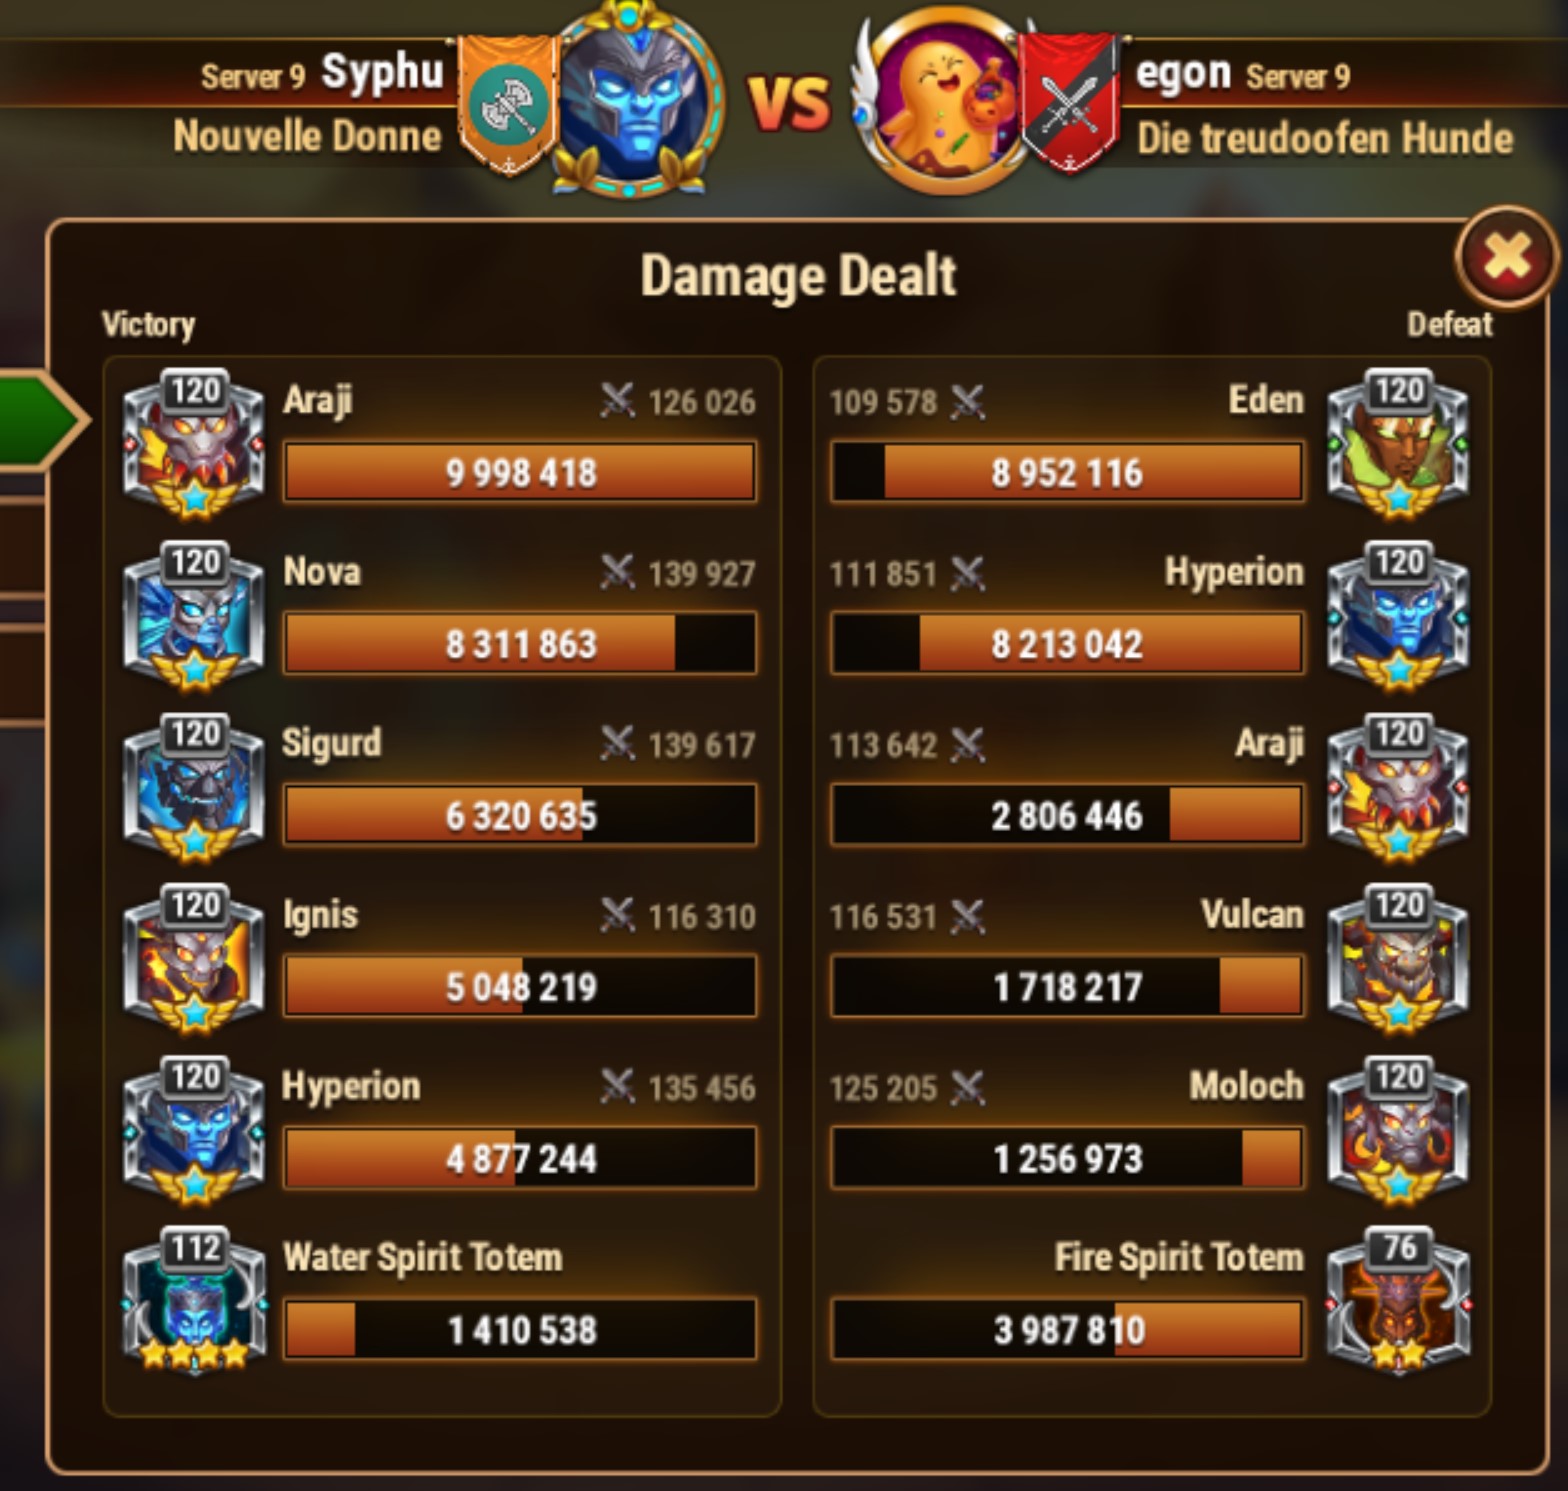 Server 9 Syphu
Nouvelle Donne
VS
egon Server 9
Die treudoofen Hunde
Damage Dealt
Victory
Defeat
120
Araji
126 026
9 998 418
120
Nova
139 927
8 311 863
120
Sigurd
139 617
6 320 635
120
Ignis
116 310
5 048 219
120
Hyperion
135 456
4 877 244
112
Water Spirit Totem
1 410 538
109 578
Eden
120
8 952 116
111 851
Hyperion
120
8 213 042
113 642
Araji
120
2 806 446
116 531
Vulcan
120
1 718 217
125 205
Moloch
120
1 256 973
Fire Spirit Totem
76
3 987 810